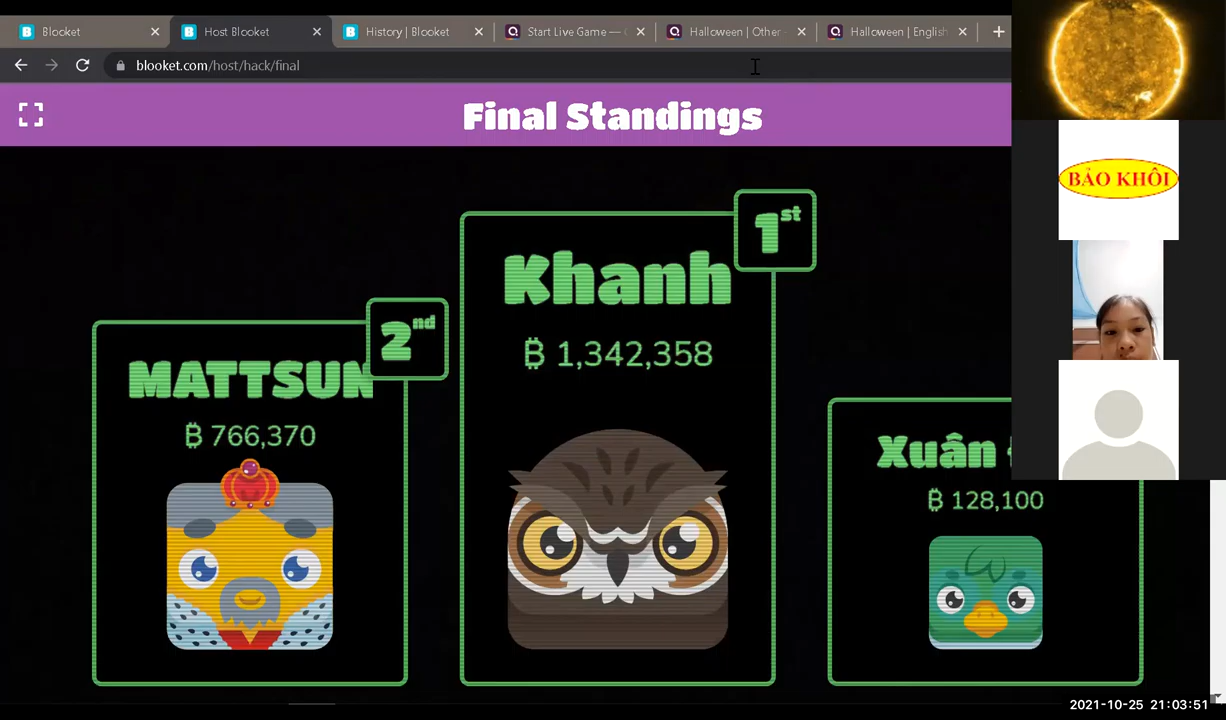 Blooket
Host Blooket
History | Blooket
Start Live Game —
Halloween | Other
Halloween | English
blooket.com/host/hack/final
Final Standings
BẢO KHÔI
1st
Khanh
₿ 1,342,358
2nd
MATTSUN
₿ 766,370
Xuân
₿ 128,100
2021-10-25 21:03:51